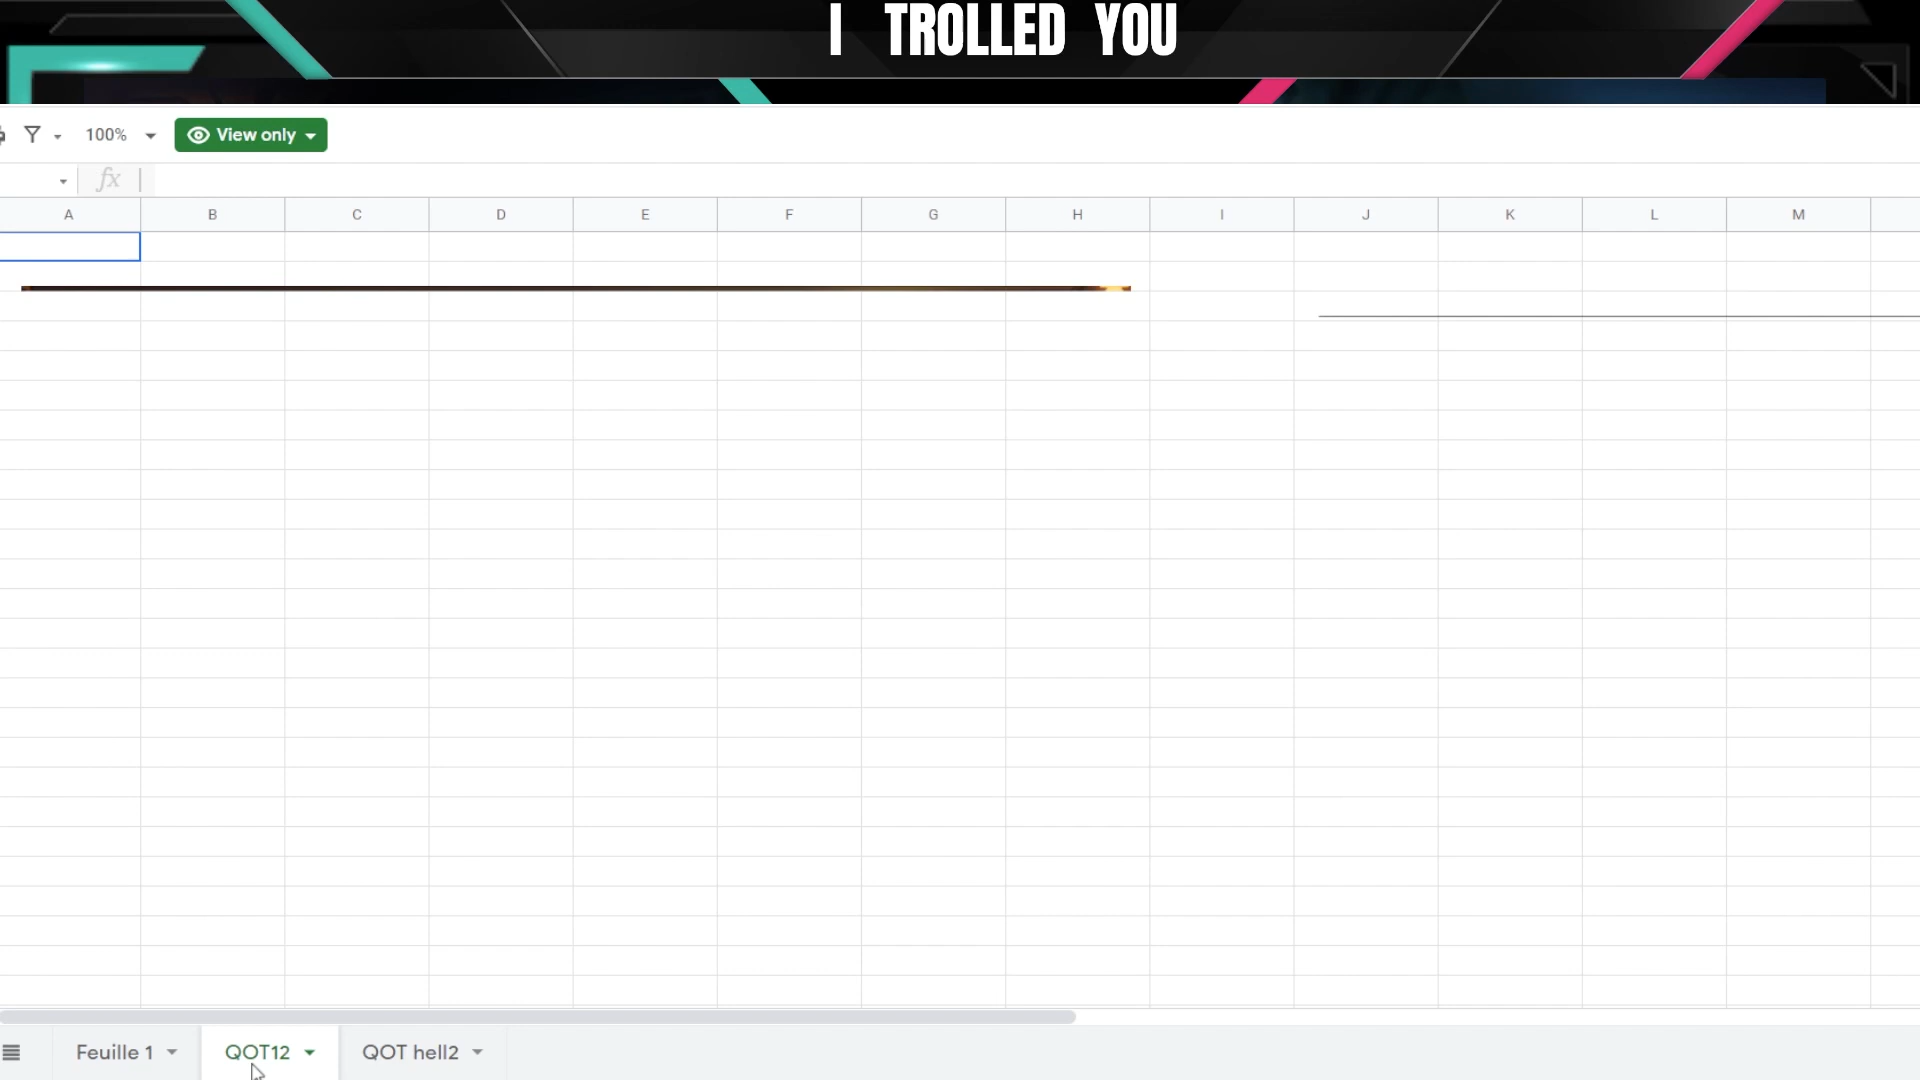 I TROLLED YOU
100% View only
fx
A B C D E F G H I J K L M
Feuille 1 QOT12 QOT hell2